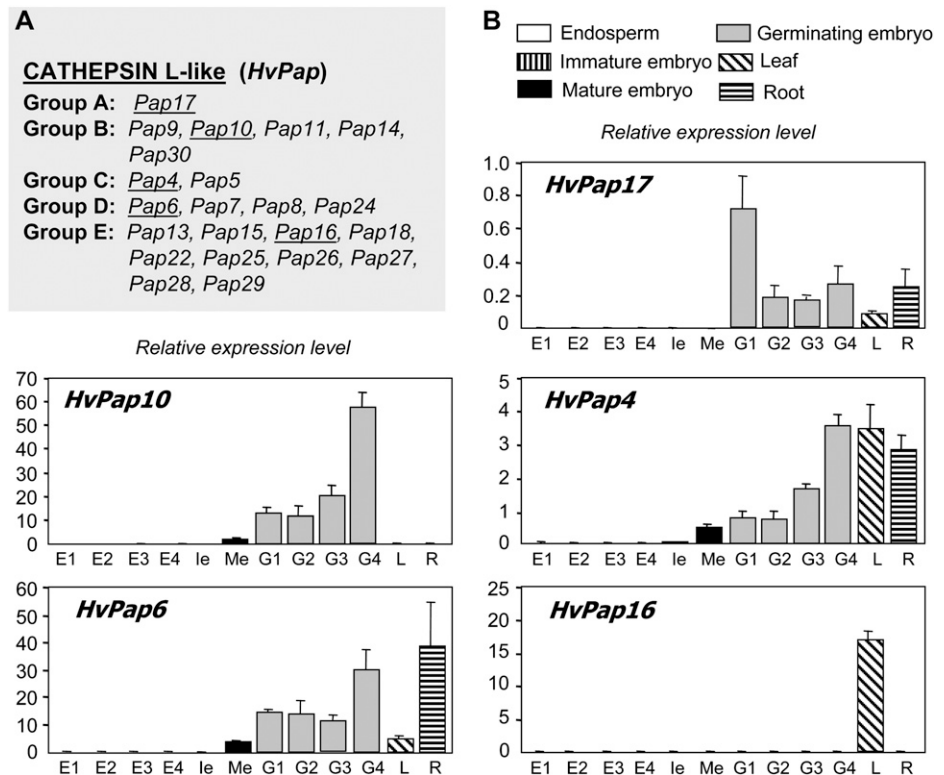 A
CATHEPSIN L-like (HvPap)
Group A: Pap17
Group B: Pap9, Pap10, Pap11, Pap14,
Pap30
Group C: Pap4, Pap5
Group D: Pap6, Pap7, Pap8, Pap24
Group E: Pap13, Pap15, Pap16, Pap18,
Pap22, Pap25, Pap26, Pap27,
Pap28, Pap29
B
Endosperm
Germinating embryo
Immature embryo
Leaf
Mature embryo
Root
Relative expression level
HvPap17
1.0
0.8
0.6
0.4
0.2
0
E1 E2 E3 E4 Ie Me G1 G2 G3 G4 L R
Relative expression level
HvPap10
70
60
50
40
30
20
10
0
E1 E2 E3 E4 Ie Me G1 G2 G3 G4 L R
HvPap4
5
4
3
2
1
0
E1 E2 E3 E4 Ie Me G1 G2 G3 G4 L R
HvPap6
60
50
40
30
20
10
0
E1 E2 E3 E4 Ie Me G1 G2 G3 G4 L R
HvPap16
25
20
15
10
5
0
E1 E2 E3 E4 Ie Me G1 G2 G3 G4 L R